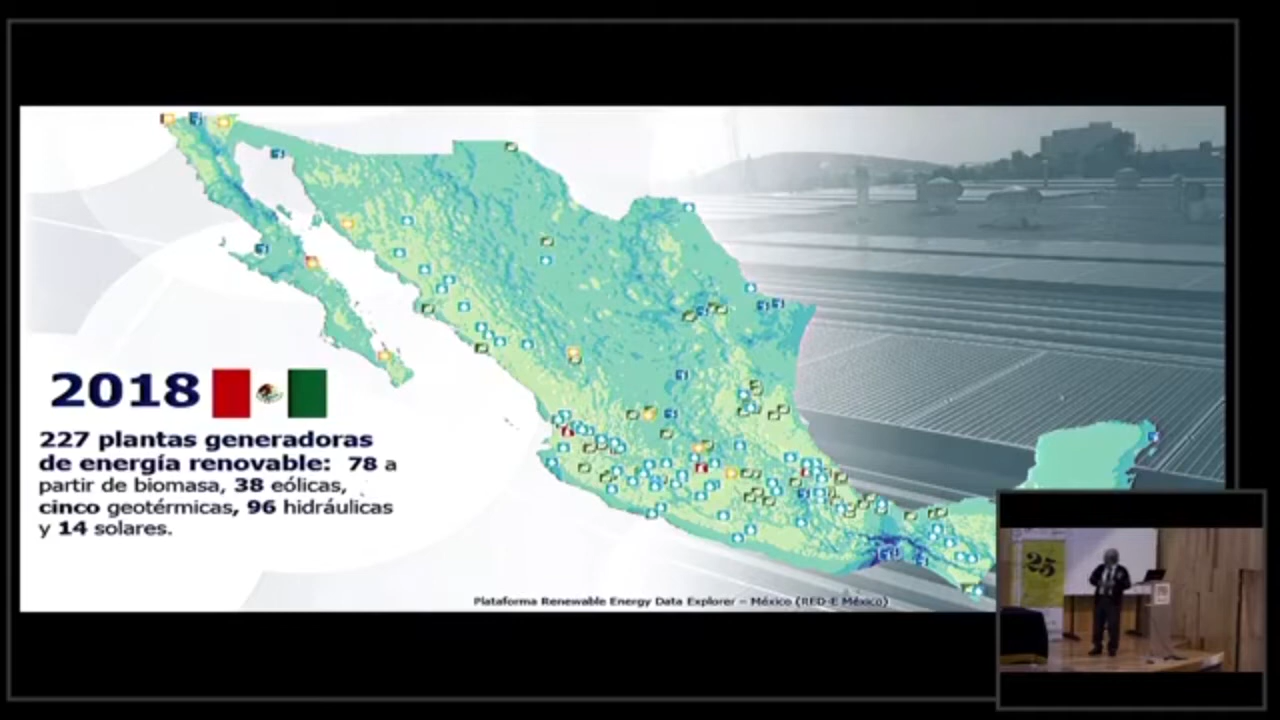 2018
227 plantas generadoras
de energía renovable: 78 a
partir de biomasa, 38 eólicas,
cinco geotérmicas, 96 hidráulicas
y 14 solares.
Plataforma Renewable Energy Data Explorer – México (RED-E México)
25